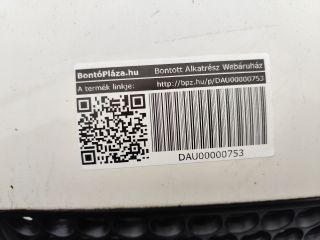 BontóPláza.hu Bontott Alkatrész Webáruház
A termék linkje: http://bpz.hu/p/DAU00000753
DAU00000753